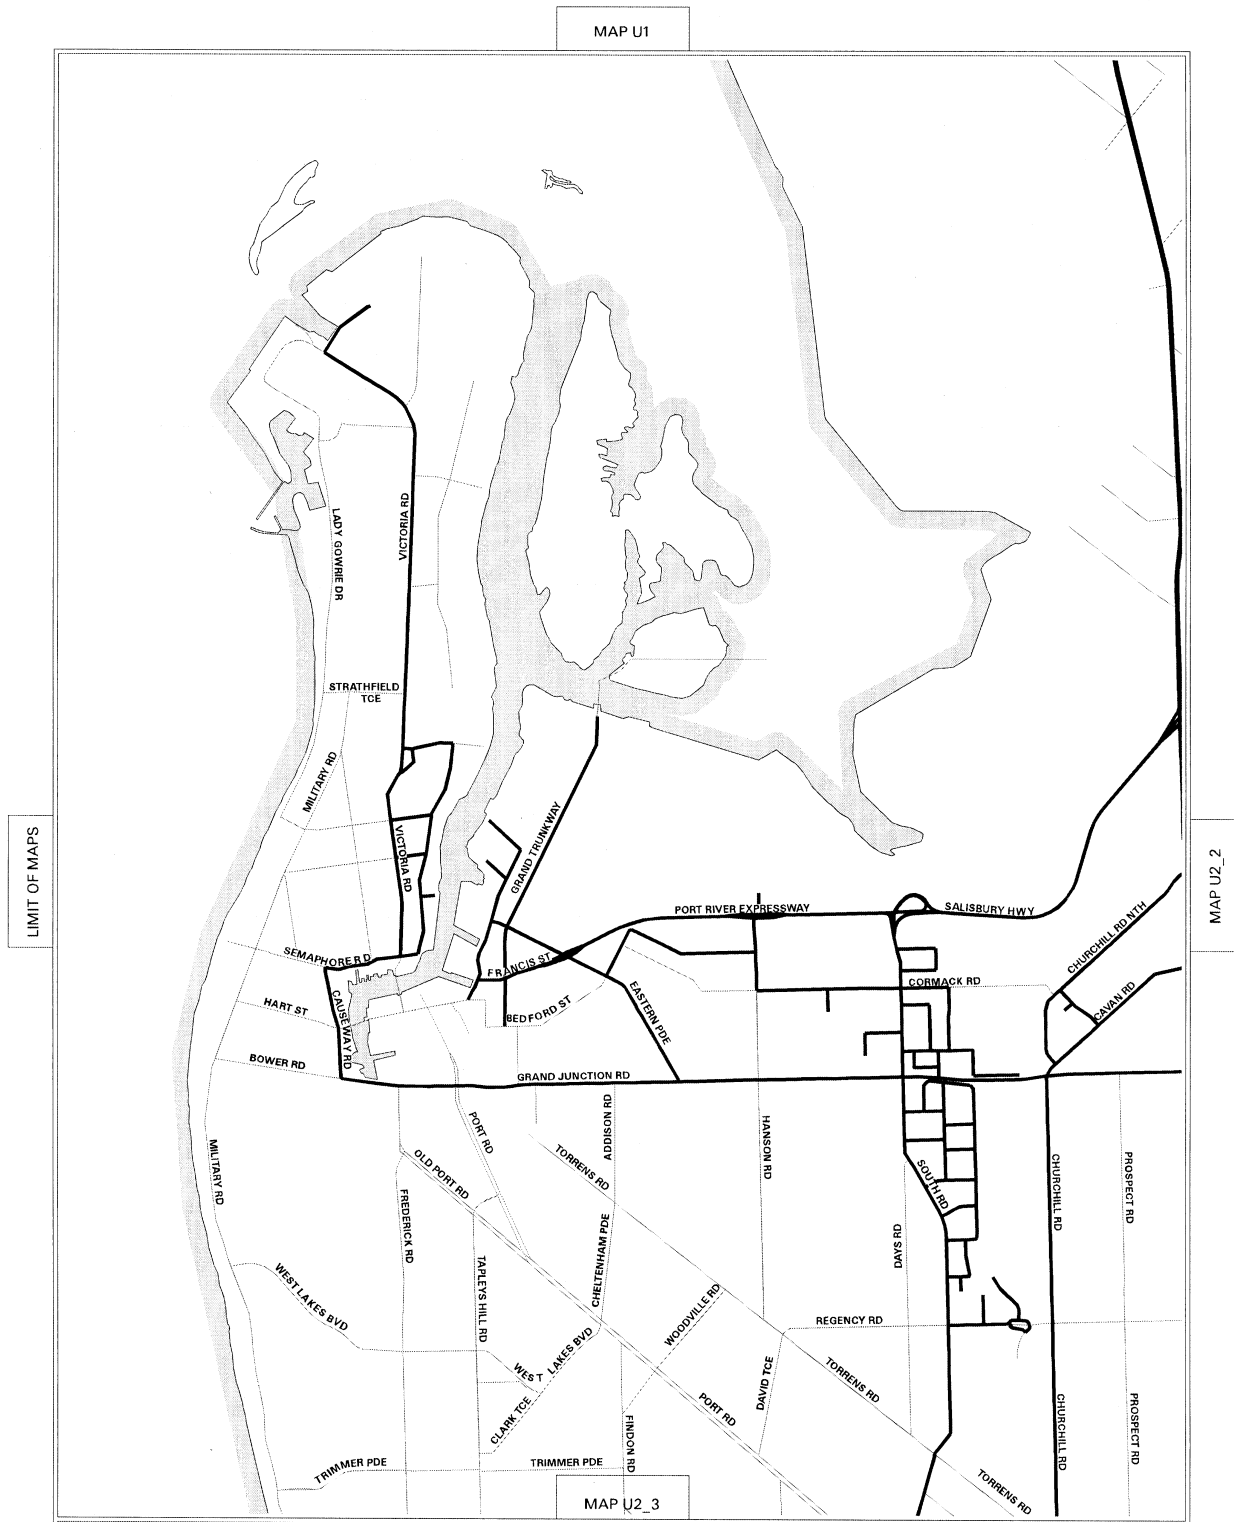 MAP U1
LADY GOWRIE DR
VICTORIA RD
STRATHFIELD
TCE
MILITARY RD
VICTORIA RD
GRAND TRUNKWAY
LIMIT OF MAPS
MAP U2_2
PORT RIVER EXPRESSWAY
SALISBURY HWY
CHURCHILL RD NTH
SEMAPHORE RD
FRANCIS ST
CORMACK RD
CAVAN RD
HART ST
CAUSEWAY RD
BEDFORD ST
EASTERN PDE
BOWER RD
GRAND JUNCTION RD
PORT RD
ADDISON RD
HANSON RD
MILITARY RD
OLD PORT RD
TORRENS RD
SOUTH RD
CHURCHILL RD
PROSPECT RD
FREDERICK RD
CHELTENHAM PDE
DAYS RD
WEST LAKES BVD
TAPLEYS HILL RD
WOODVILLE RD
REGENCY RD
WEST LAKES BVD
DAVID TCE
TORRENS RD
CLARK TCE
PORT RD
FINDON RD
CHURCHILL RD
PROSPECT RD
TRIMMER PDE
TRIMMER PDE
TORRENS RD
MAP U2_3